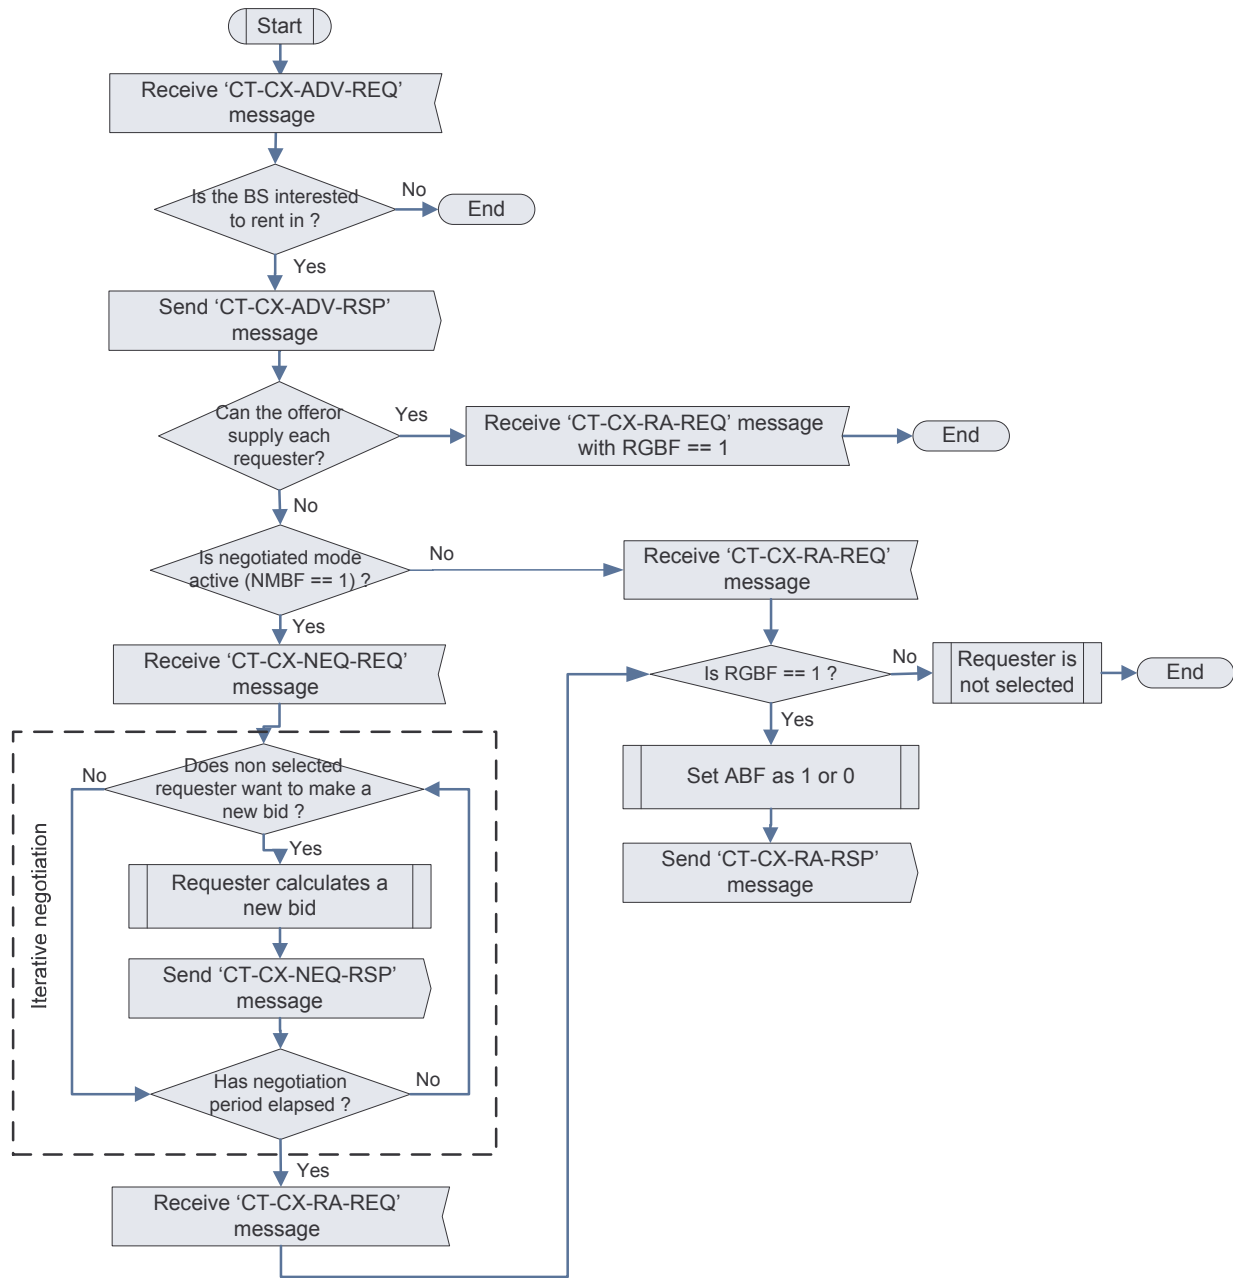 Start
Receive ‘CT-CX-ADV-REQ’
message
Is the BS interested
to rent in ?
No
End
Yes
Send ‘CT-CX-ADV-RSP’
message
Can the offeror
supply each
requester?
Yes
Receive ‘CT-CX-RA-REQ’ message
with RGBF == 1
End
No
Is negotiated mode
active (NMBF == 1) ?
No
Receive ‘CT-CX-RA-REQ’
message
Yes
Receive ‘CT-CX-NEQ-REQ’
message
Is RGBF == 1 ?
No
Requester is
not selected
End
Yes
Set ABF as 1 or 0
Send ‘CT-CX-RA-RSP’
message
Iterative negotiation
No
Does non selected
requester want to make a
new bid ?
Yes
Requester calculates a
new bid
Send ‘CT-CX-NEQ-RSP’
message
Has negotiation
period elapsed ?
No
Yes
Receive ‘CT-CX-RA-REQ’
message